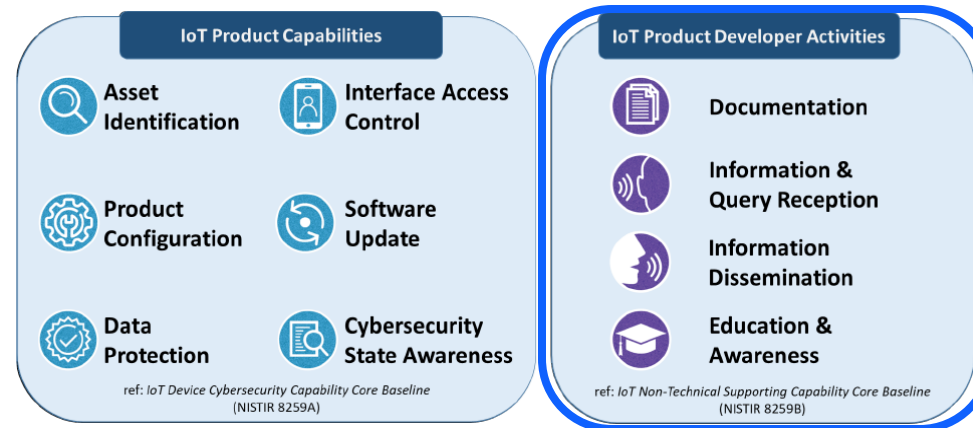 IoT Product Capabilities
Asset
Identification
Interface Access
Control
Product
Configuration
Software
Update
Data
Protection
Cybersecurity
State Awareness
ref: IoT Device Cybersecurity Capability Core Baseline
(NISTIR 8259A)
IoT Product Developer Activities
Documentation
Information &
Query Reception
Information
Dissemination
Education &
Awareness
ref: IoT Non-Technical Supporting Capability Core Baseline
(NISTIR 8259B)